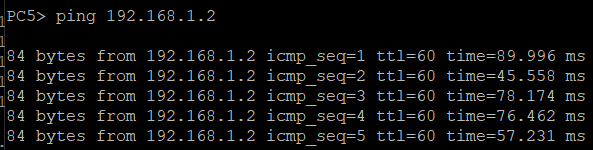 PC5> ping 192.168.1.2
84 bytes from 192.168.1.2 icmp_seq=1 ttl=60 time=89.996 ms
84 bytes from 192.168.1.2 icmp_seq=2 ttl=60 time=45.558 ms
84 bytes from 192.168.1.2 icmp_seq=3 ttl=60 time=78.174 ms
84 bytes from 192.168.1.2 icmp_seq=4 ttl=60 time=76.462 ms
84 bytes from 192.168.1.2 icmp_seq=5 ttl=60 time=57.231 ms